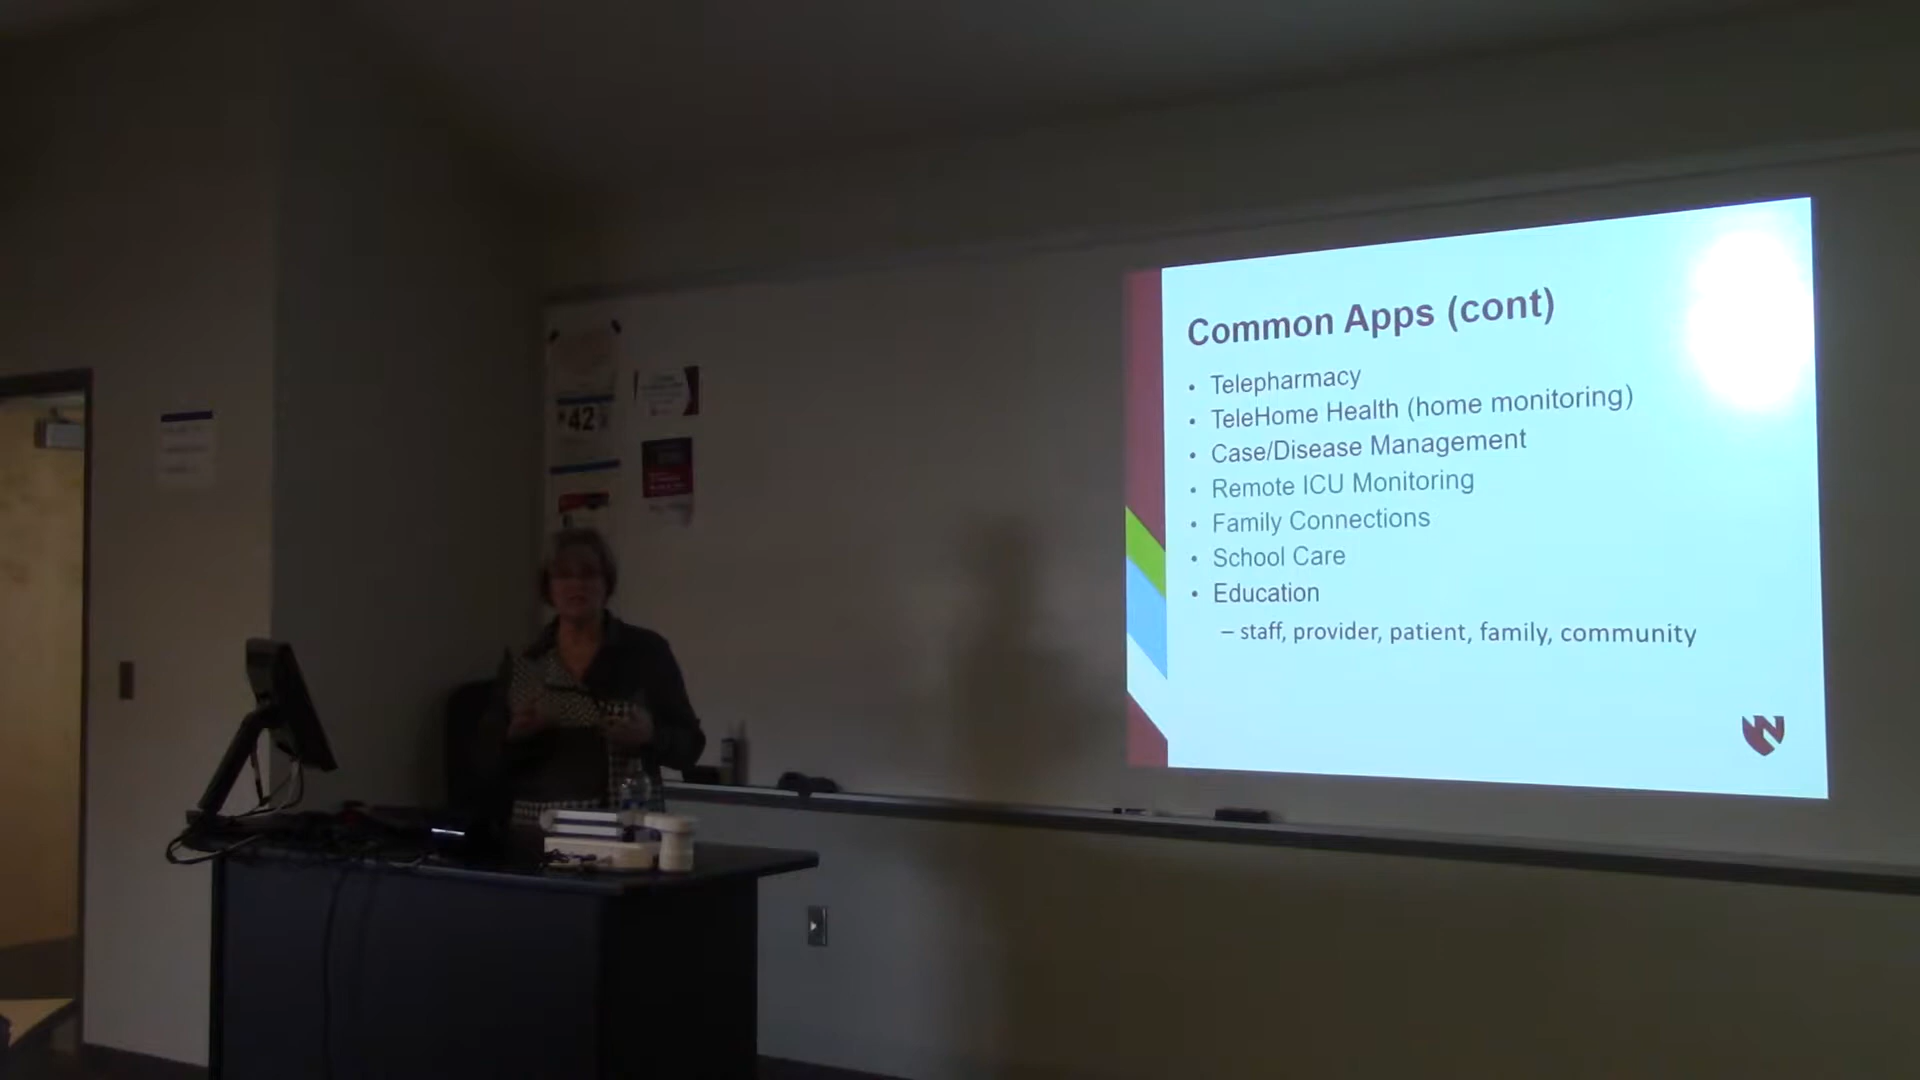 42
Common Apps (cont)
• Telepharmacy
• TeleHome Health (home monitoring)
• Case/Disease Management
• Remote ICU Monitoring
• Family Connections
• School Care
• Education
– staff, provider, patient, family, community
N